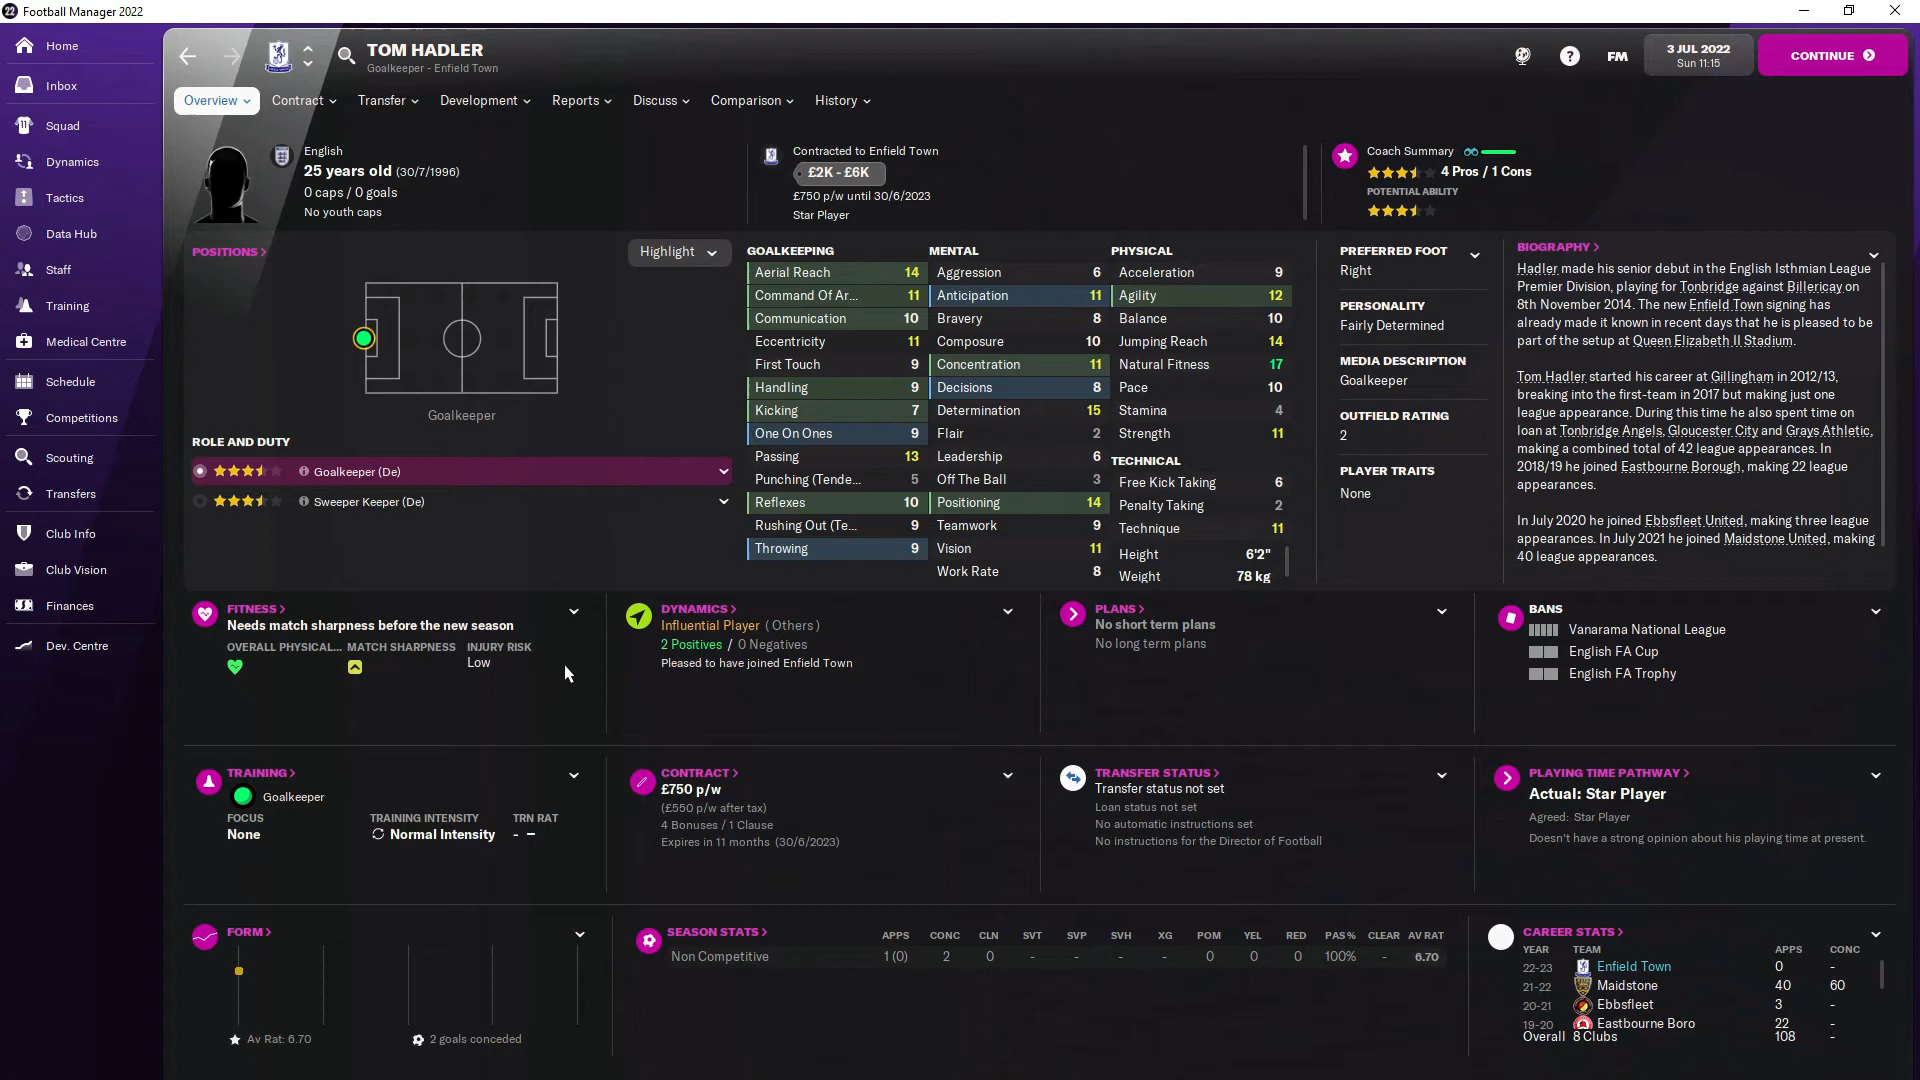 22 Football Manager 2022
Home
Inbox
Squad
Dynamics
Tactics
Data Hub
Staff
Training
Medical Centre
Schedule
Competitions
Scouting
Transfers
Club Info
Club Vision
Finances
Dev. Centre
TOM HADLER
Goalkeeper - Enfield Town
FM
3 JUL 2022
Sun 11:15
CONTINUE
Overview
Contract
Transfer
Development
Reports
Discuss
Comparison
History
English
25 years old (30/7/1996)
0 caps / 0 goals
No youth caps
Contracted to Enfield Town
£2K - £6K
£750 p/w until 30/6/2023
Star Player
Coach Summary
4 Pros / 1 Cons
POTENTIAL ABILITY
POSITIONS >
Highlight
Goalkeeper
ROLE AND DUTY
Goalkeeper (De)
Sweeper Keeper (De)
GOALKEEPING
Aerial Reach 14
Command Of Ar... 11
Communication 10
Eccentricity 11
First Touch 9
Handling 9
Kicking 7
One On Ones 9
Passing 13
Punching (Tende... 5
Reflexes 10
Rushing Out (Te... 9
Throwing 9
MENTAL
Aggression 6
Anticipation 11
Bravery 8
Composure 10
Concentration 11
Decisions 8
Determination 15
Flair 2
Leadership 6
Off The Ball 3
Positioning 14
Teamwork 9
Vision 11
Work Rate 8
PHYSICAL
Acceleration 9
Agility 12
Balance 10
Jumping Reach 14
Natural Fitness 17
Pace 10
Stamina 4
Strength 11
TECHNICAL
Free Kick Taking 6
Penalty Taking 2
Technique 11
Height 6'2"
Weight 78 kg
PREFERRED FOOT
Right
PERSONALITY
Fairly Determined
MEDIA DESCRIPTION
Goalkeeper
OUTFIELD RATING
2
PLAYER TRAITS
None
BIOGRAPHY >
Hadler made his senior debut in the English Isthmian League
Premier Division, playing for Tonbridge against Billericay on
8th November 2014. The new Enfield Town signing has
already made it known in recent days that he is pleased to be
part of the setup at Queen Elizabeth II Stadium.
Tom Hadler started his career at Gillingham in 2012/13,
breaking into the first-team in 2017 but making just one
league appearance. During this time he also spent time on
loan at Tonbridge Angels, Gloucester City and Grays Athletic,
making a combined total of 42 league appearances. In
2018/19 he joined Eastbourne Borough, making 22 league
appearances.
In July 2020 he joined Ebbsfleet United, making three league
appearances. In July 2021 he joined Maidstone United, making
40 league appearances.
FITNESS >
Needs match sharpness before the new season
OVERALL PHYSICAL... MATCH SHARPNESS INJURY RISK
Low
DYNAMICS >
Influential Player (Others)
2 Positives / 0 Negatives
Pleased to have joined Enfield Town
PLANS >
No short term plans
No long term plans
BANS
Vanarama National League
English FA Cup
English FA Trophy
TRAINING >
Goalkeeper
FOCUS TRAINING INTENSITY TRN RAT
None Normal Intensity - –
CONTRACT >
£750 p/w
(£550 p/w after tax)
4 Bonuses / 1 Clause
Expires in 11 months (30/6/2023)
TRANSFER STATUS >
Transfer status not set
Loan status not set
No automatic instructions set
No instructions for the Director of Football
PLAYING TIME PATHWAY >
Actual: Star Player
Agreed: Star Player
Doesn't have a strong opinion about his playing time at present.
FORM >
Av Rat: 6.70
2 goals conceded
SEASON STATS > APPS CONC CLN SVT SVP SVH XG POM YEL RED PAS% CLEAR AV RAT
Non Competitive 1 (0) 2 0 - - - - 0 0 0 100% - 6.70
CAREER STATS >
YEAR TEAM APPS CONC
22-23 Enfield Town 0 -
21-22 Maidstone 40 60
20-21 Ebbsfleet 3 -
19-20 Eastbourne Boro 22 -
Overall 8 Clubs 108 -